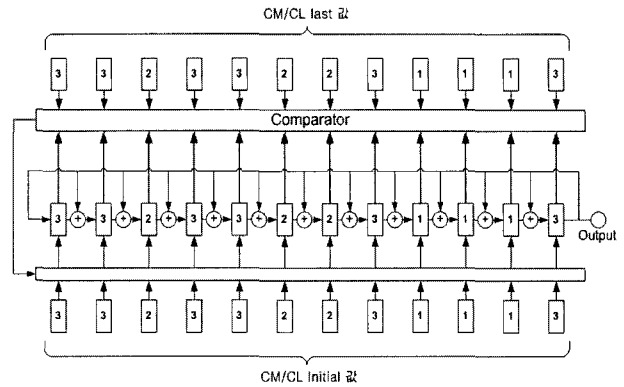 CM/CL last 값
3 3 2 3 3 2 2 3 1 1 1 3
Comparator
3 + 3 + 2 + 3 + 3 + 2 + 2 + 3 + 1 + 1 + 1 + 3
Output
3 3 2 3 3 2 2 3 1 1 1 3
CM/CL Initial 값